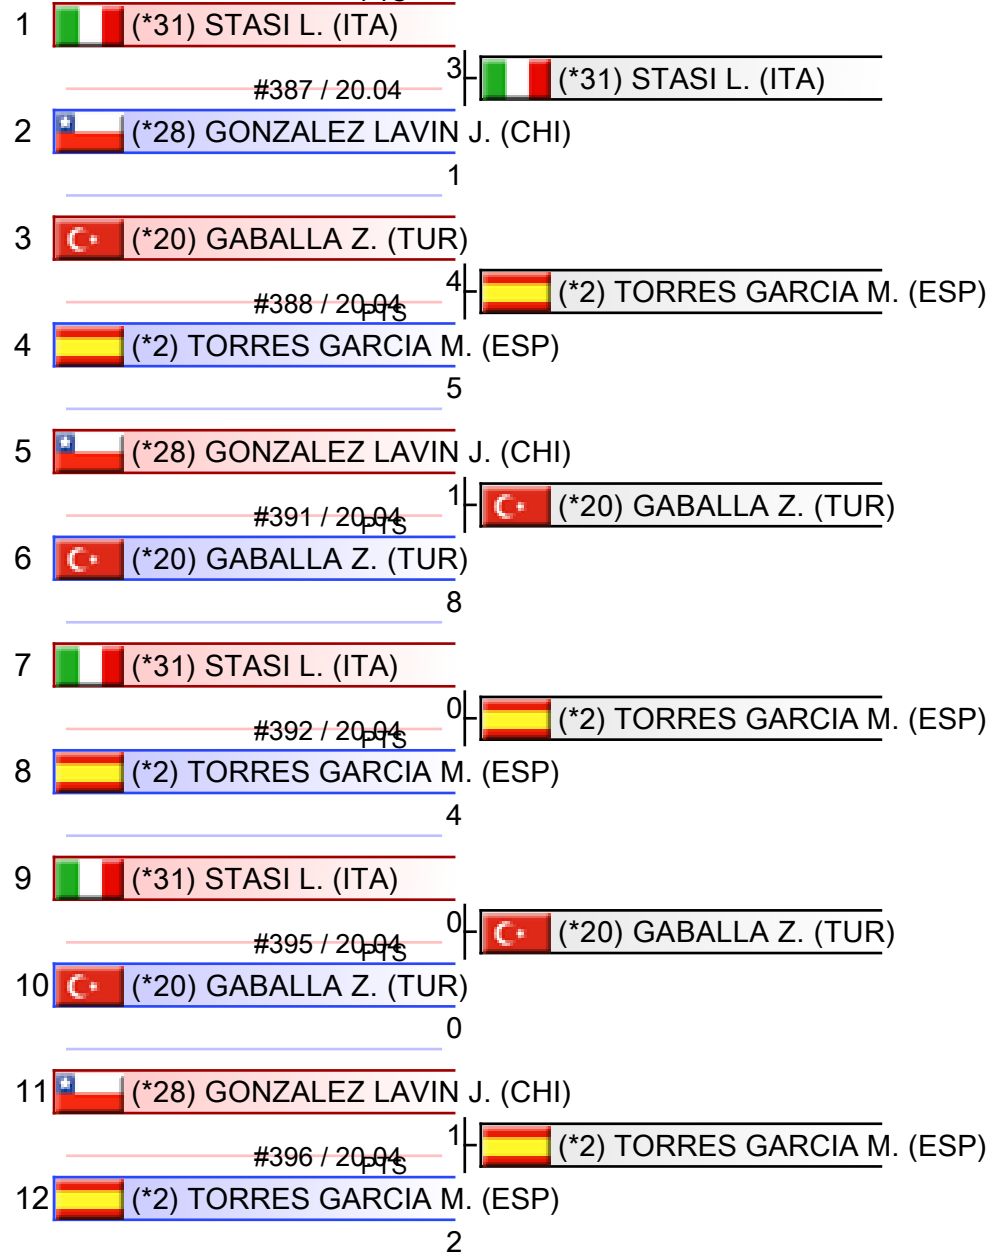 1 (*31) STASI L. (ITA)
3 (*31) STASI L. (ITA)
#387 / 20.04
2 (*28) GONZALEZ LAVIN J. (CHI)
1
3 (*20) GABALLA Z. (TUR)
4 (*2) TORRES GARCIA M. (ESP)
#388 / 20.04
PTS
4 (*2) TORRES GARCIA M. (ESP)
5
5 (*28) GONZALEZ LAVIN J. (CHI)
1 (*20) GABALLA Z. (TUR)
#391 / 20.04
PTS
6 (*20) GABALLA Z. (TUR)
8
7 (*31) STASI L. (ITA)
0 (*2) TORRES GARCIA M. (ESP)
#392 / 20.04
PTS
8 (*2) TORRES GARCIA M. (ESP)
4
9 (*31) STASI L. (ITA)
0 (*20) GABALLA Z. (TUR)
#395 / 20.04
PTS
10 (*20) GABALLA Z. (TUR)
0
11 (*28) GONZALEZ LAVIN J. (CHI)
1 (*2) TORRES GARCIA M. (ESP)
#396 / 20.04
PTS
12 (*2) TORRES GARCIA M. (ESP)
2